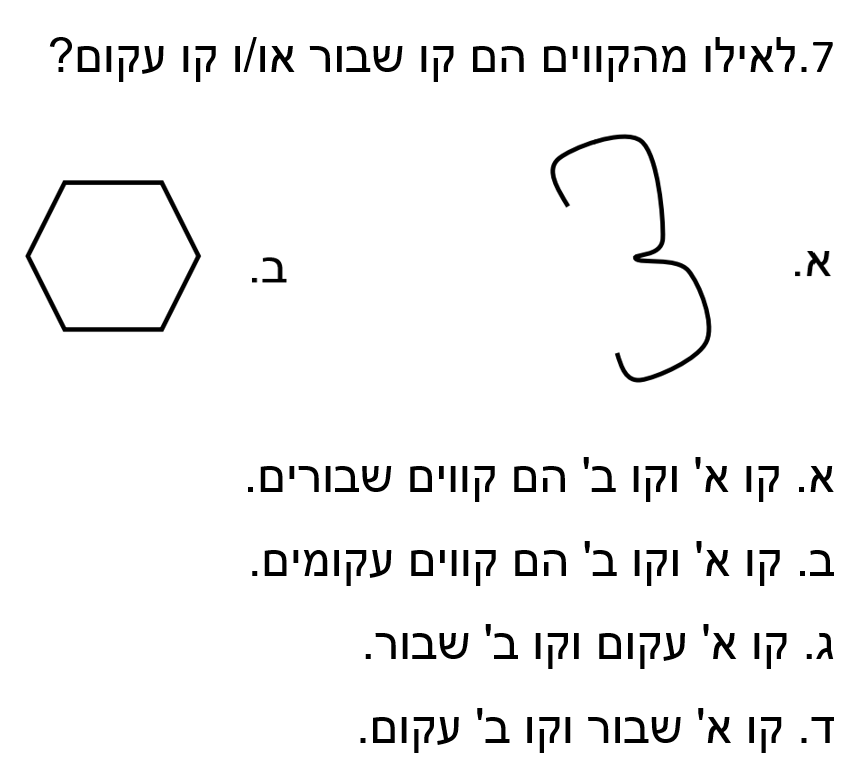 7.לאילו מהקווים הם קו שבור או/ו קו עקום?
א.
ב.
א. קו א' וקו ב' הם קווים שבורים.
ב. קו א' וקו ב' הם קווים עקומים.
ג. קו א' עקום וקו ב' שבור.
ד. קו א' שבור וקו ב' עקום.